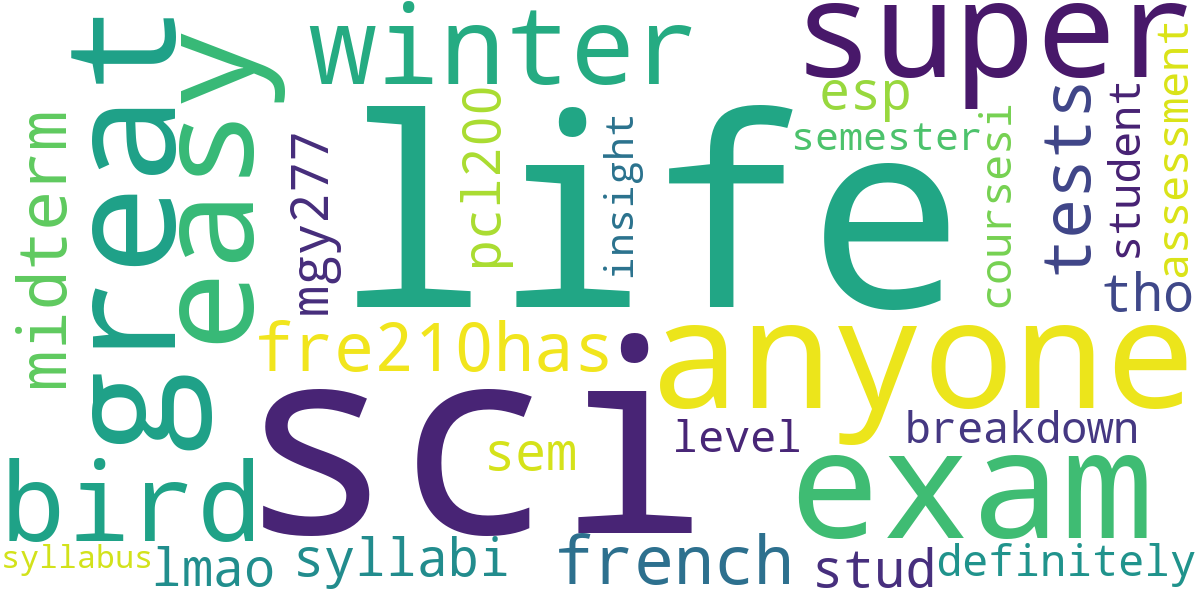 winter
super
great
easy
life
esp
semester
tests
student
assessment
midterm
mgy277
pcl200
insight
coursesi
tho
fre210has
sci
anyone
sem
level
breakdown
bird
exam
syllabus
lmao
syllabi
french
stud
definitely